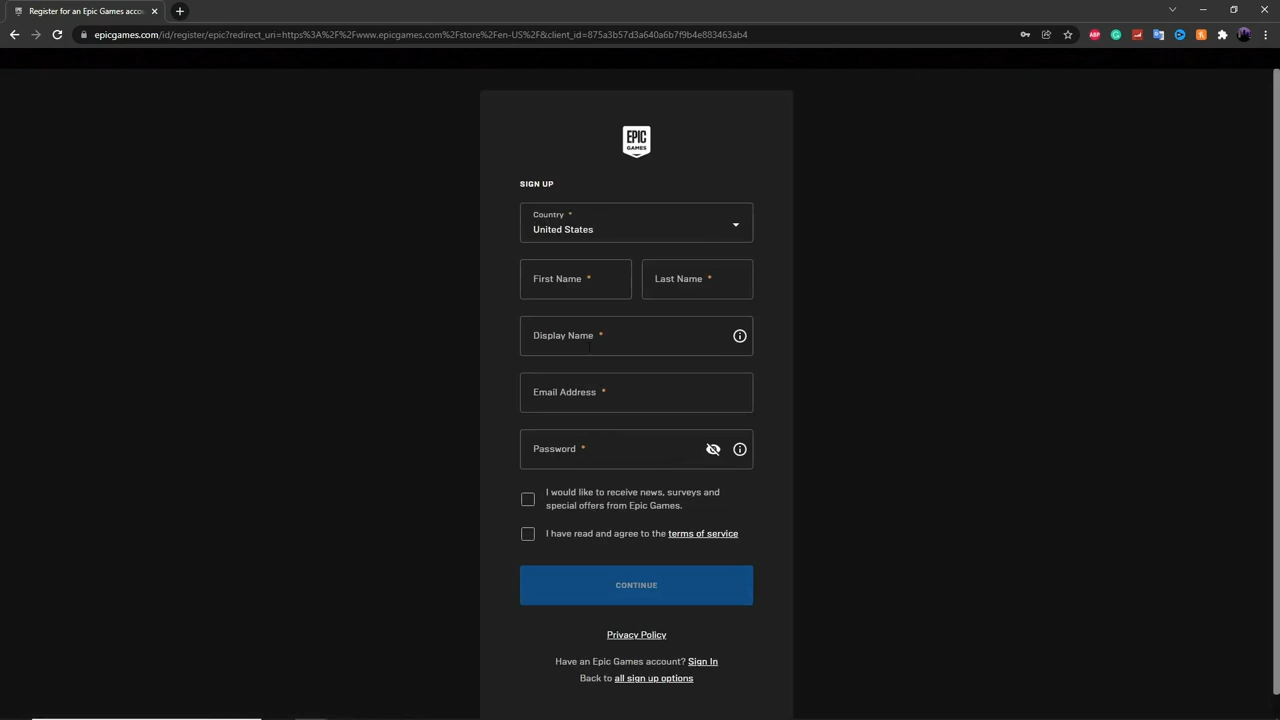 Register for an Epic Games acco
epicgames.com/id/register/epic?redirect_uri=https%3A%2F%2Fwww.epicgames.com%2Fstore%2Fen-US%2F&client_id=875a3b57d3a640a6b7f9b4e883463ab4
ABP
EPIC
GAMES
SIGN UP
Country *
United States
First Name *
Last Name *
Display Name *
Email Address *
Password *
I would like to receive news, surveys and
special offers from Epic Games.
I have read and agree to the terms of service
CONTINUE
Privacy Policy
Have an Epic Games account? Sign In
Back to all sign up options